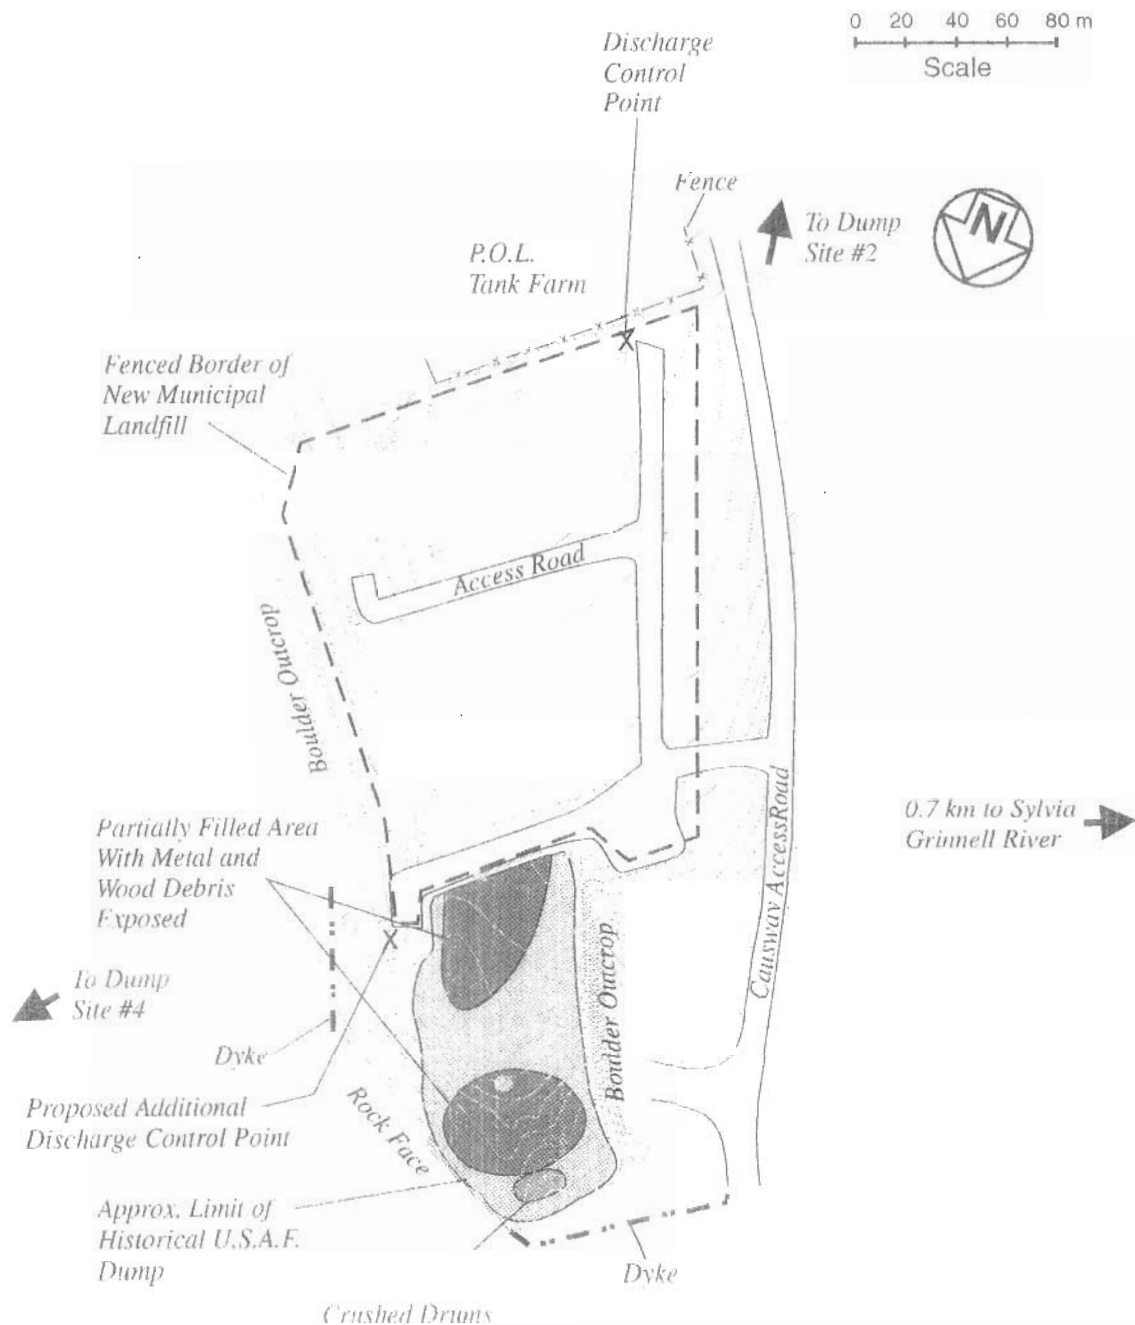 0 20 40 60 80 m
Scale
Discharge
Control
Point
Fence
To Dump
Site #2
N
P.O.L.
Tank Farm
Fenced Border of
New Municipal
Landfill
Access Road
Boulder Outcrop
Partially Filled Area
With Metal and
Wood Debris
Exposed
0.7 km to Sylvia
Grinnell River
Causway AccessRoad
To Dump
Site #4
Boulder Outcrop
Dyke
Proposed Additional
Discharge Control Point
Rock Face
Approx. Limit of
Historical U.S.A.F.
Dump
Dyke
Crushed Drums